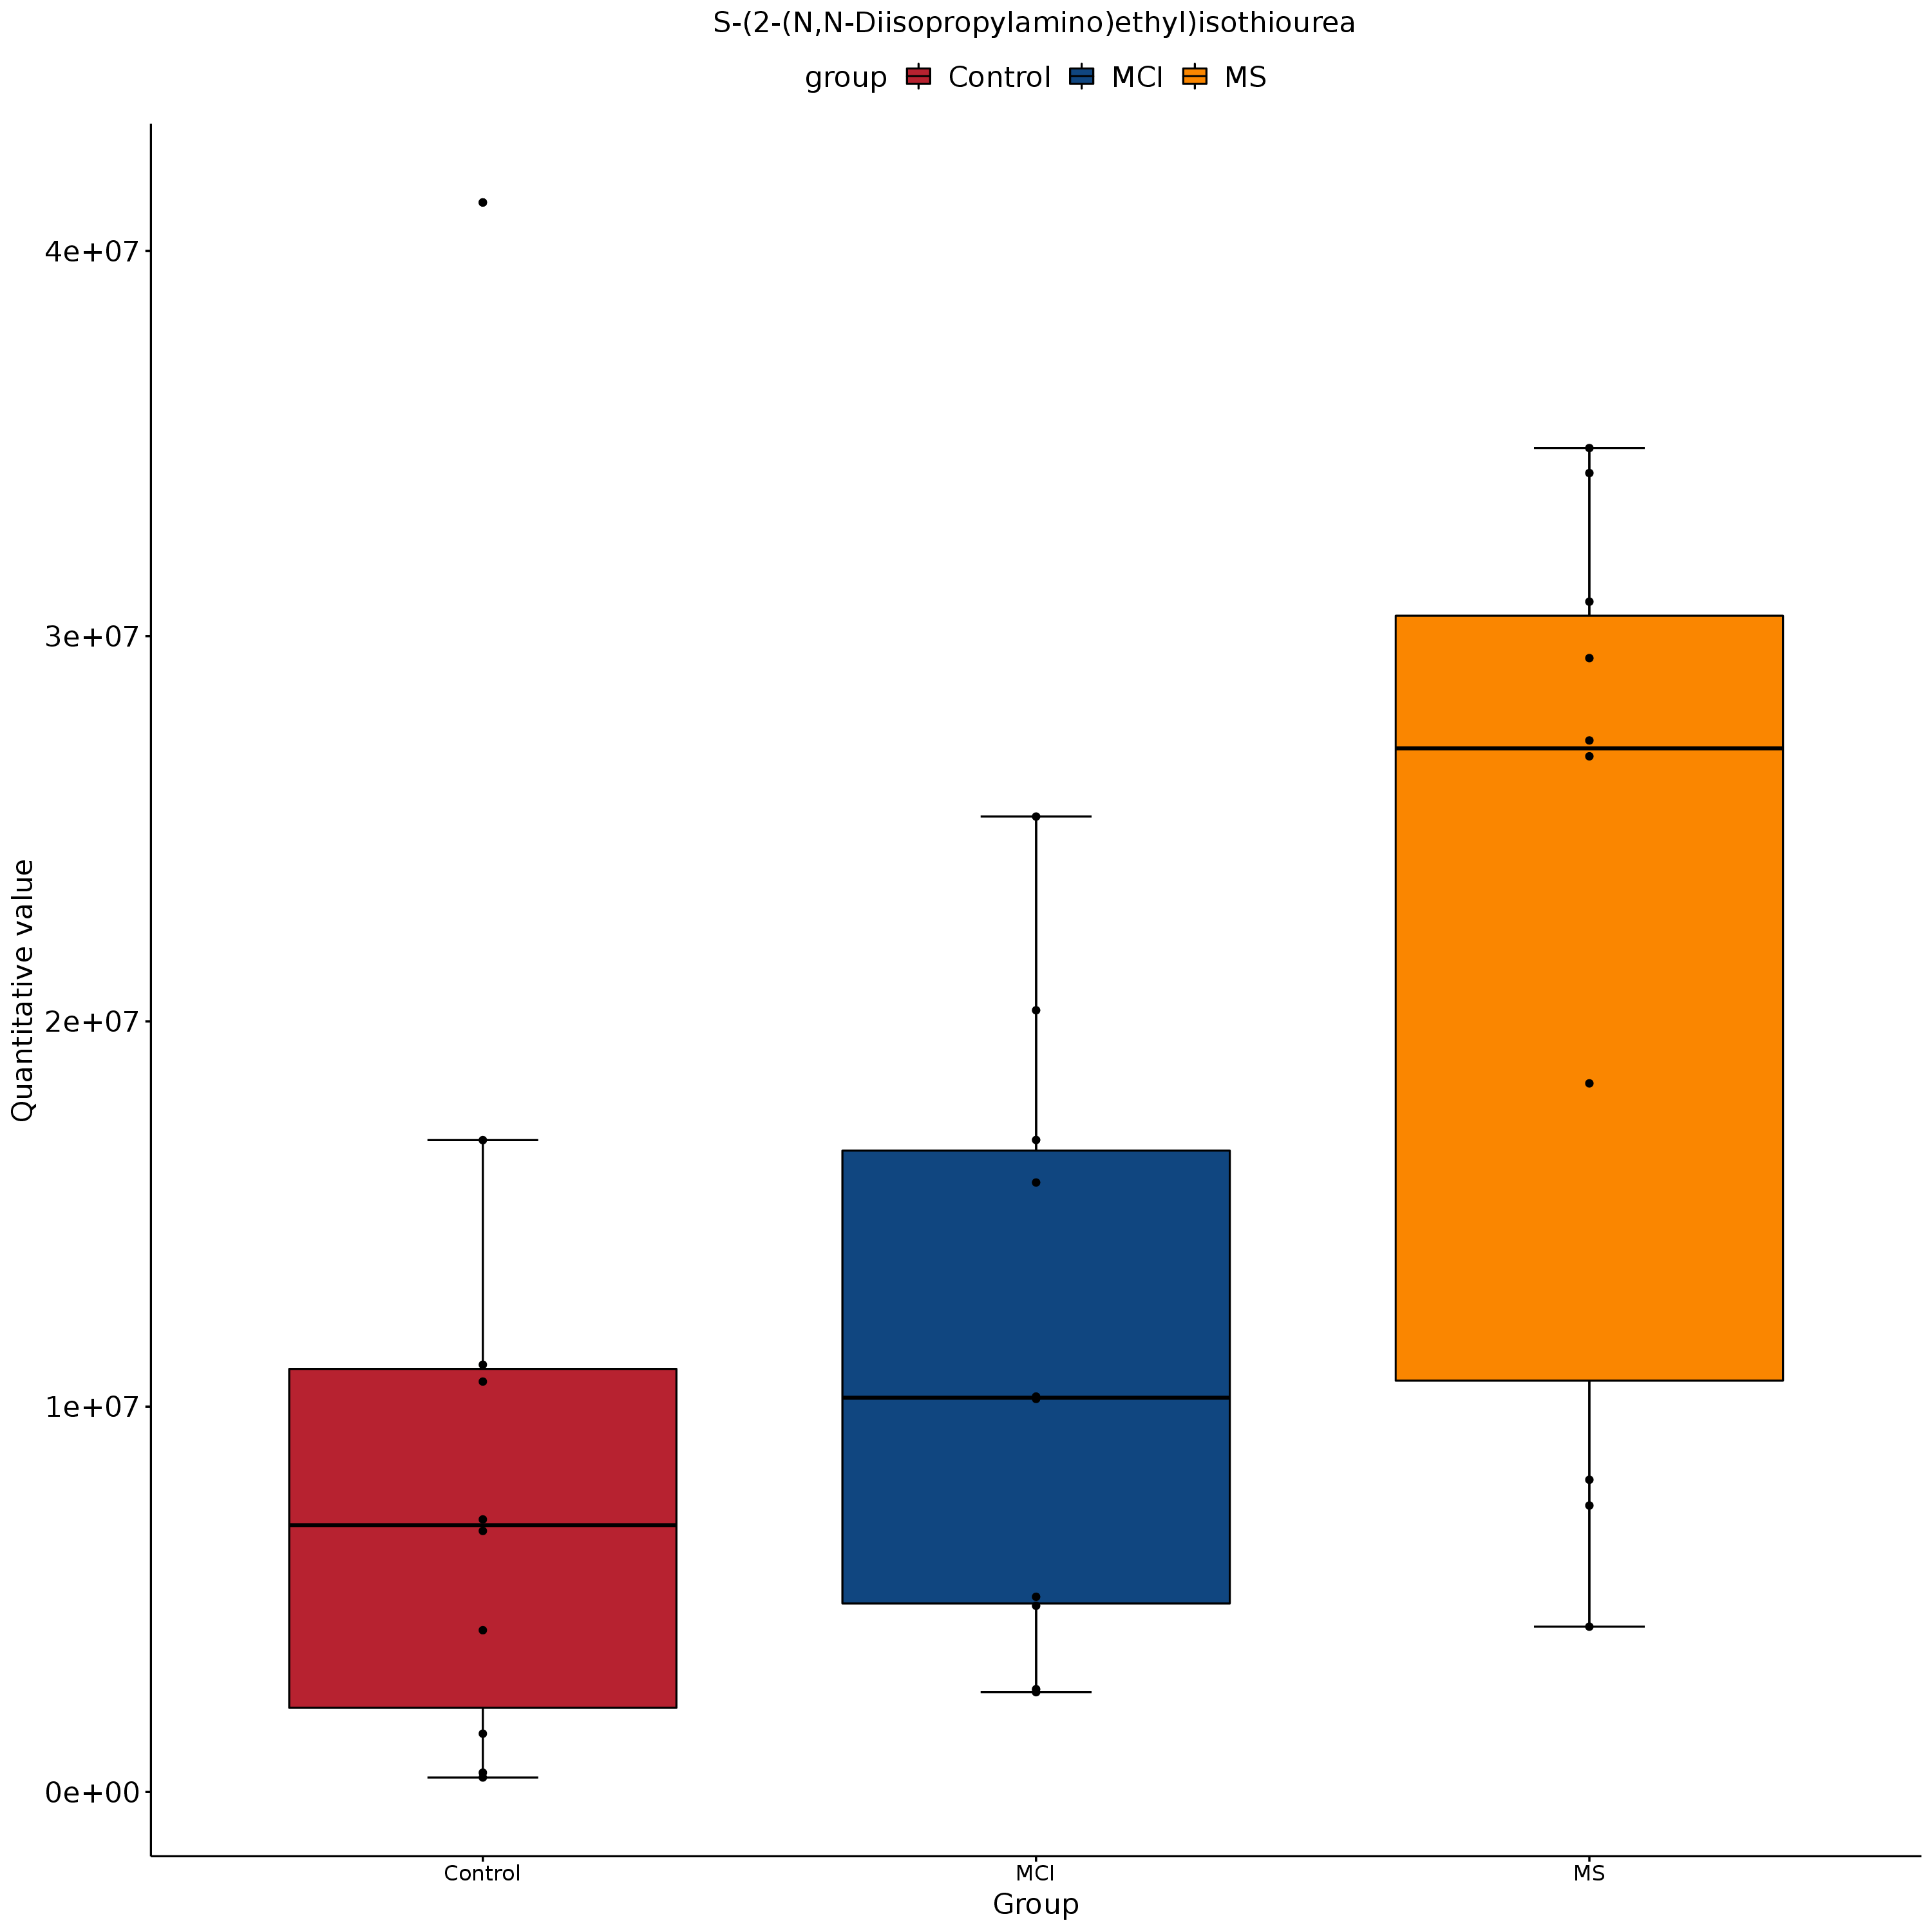 S-(2-(N,N-Diisopropylamino)ethyl)isothiourea
group Control MCI MS
Quantitative value
4e+07
3e+07
2e+07
1e+07
0e+00
Control MCI MS
Group